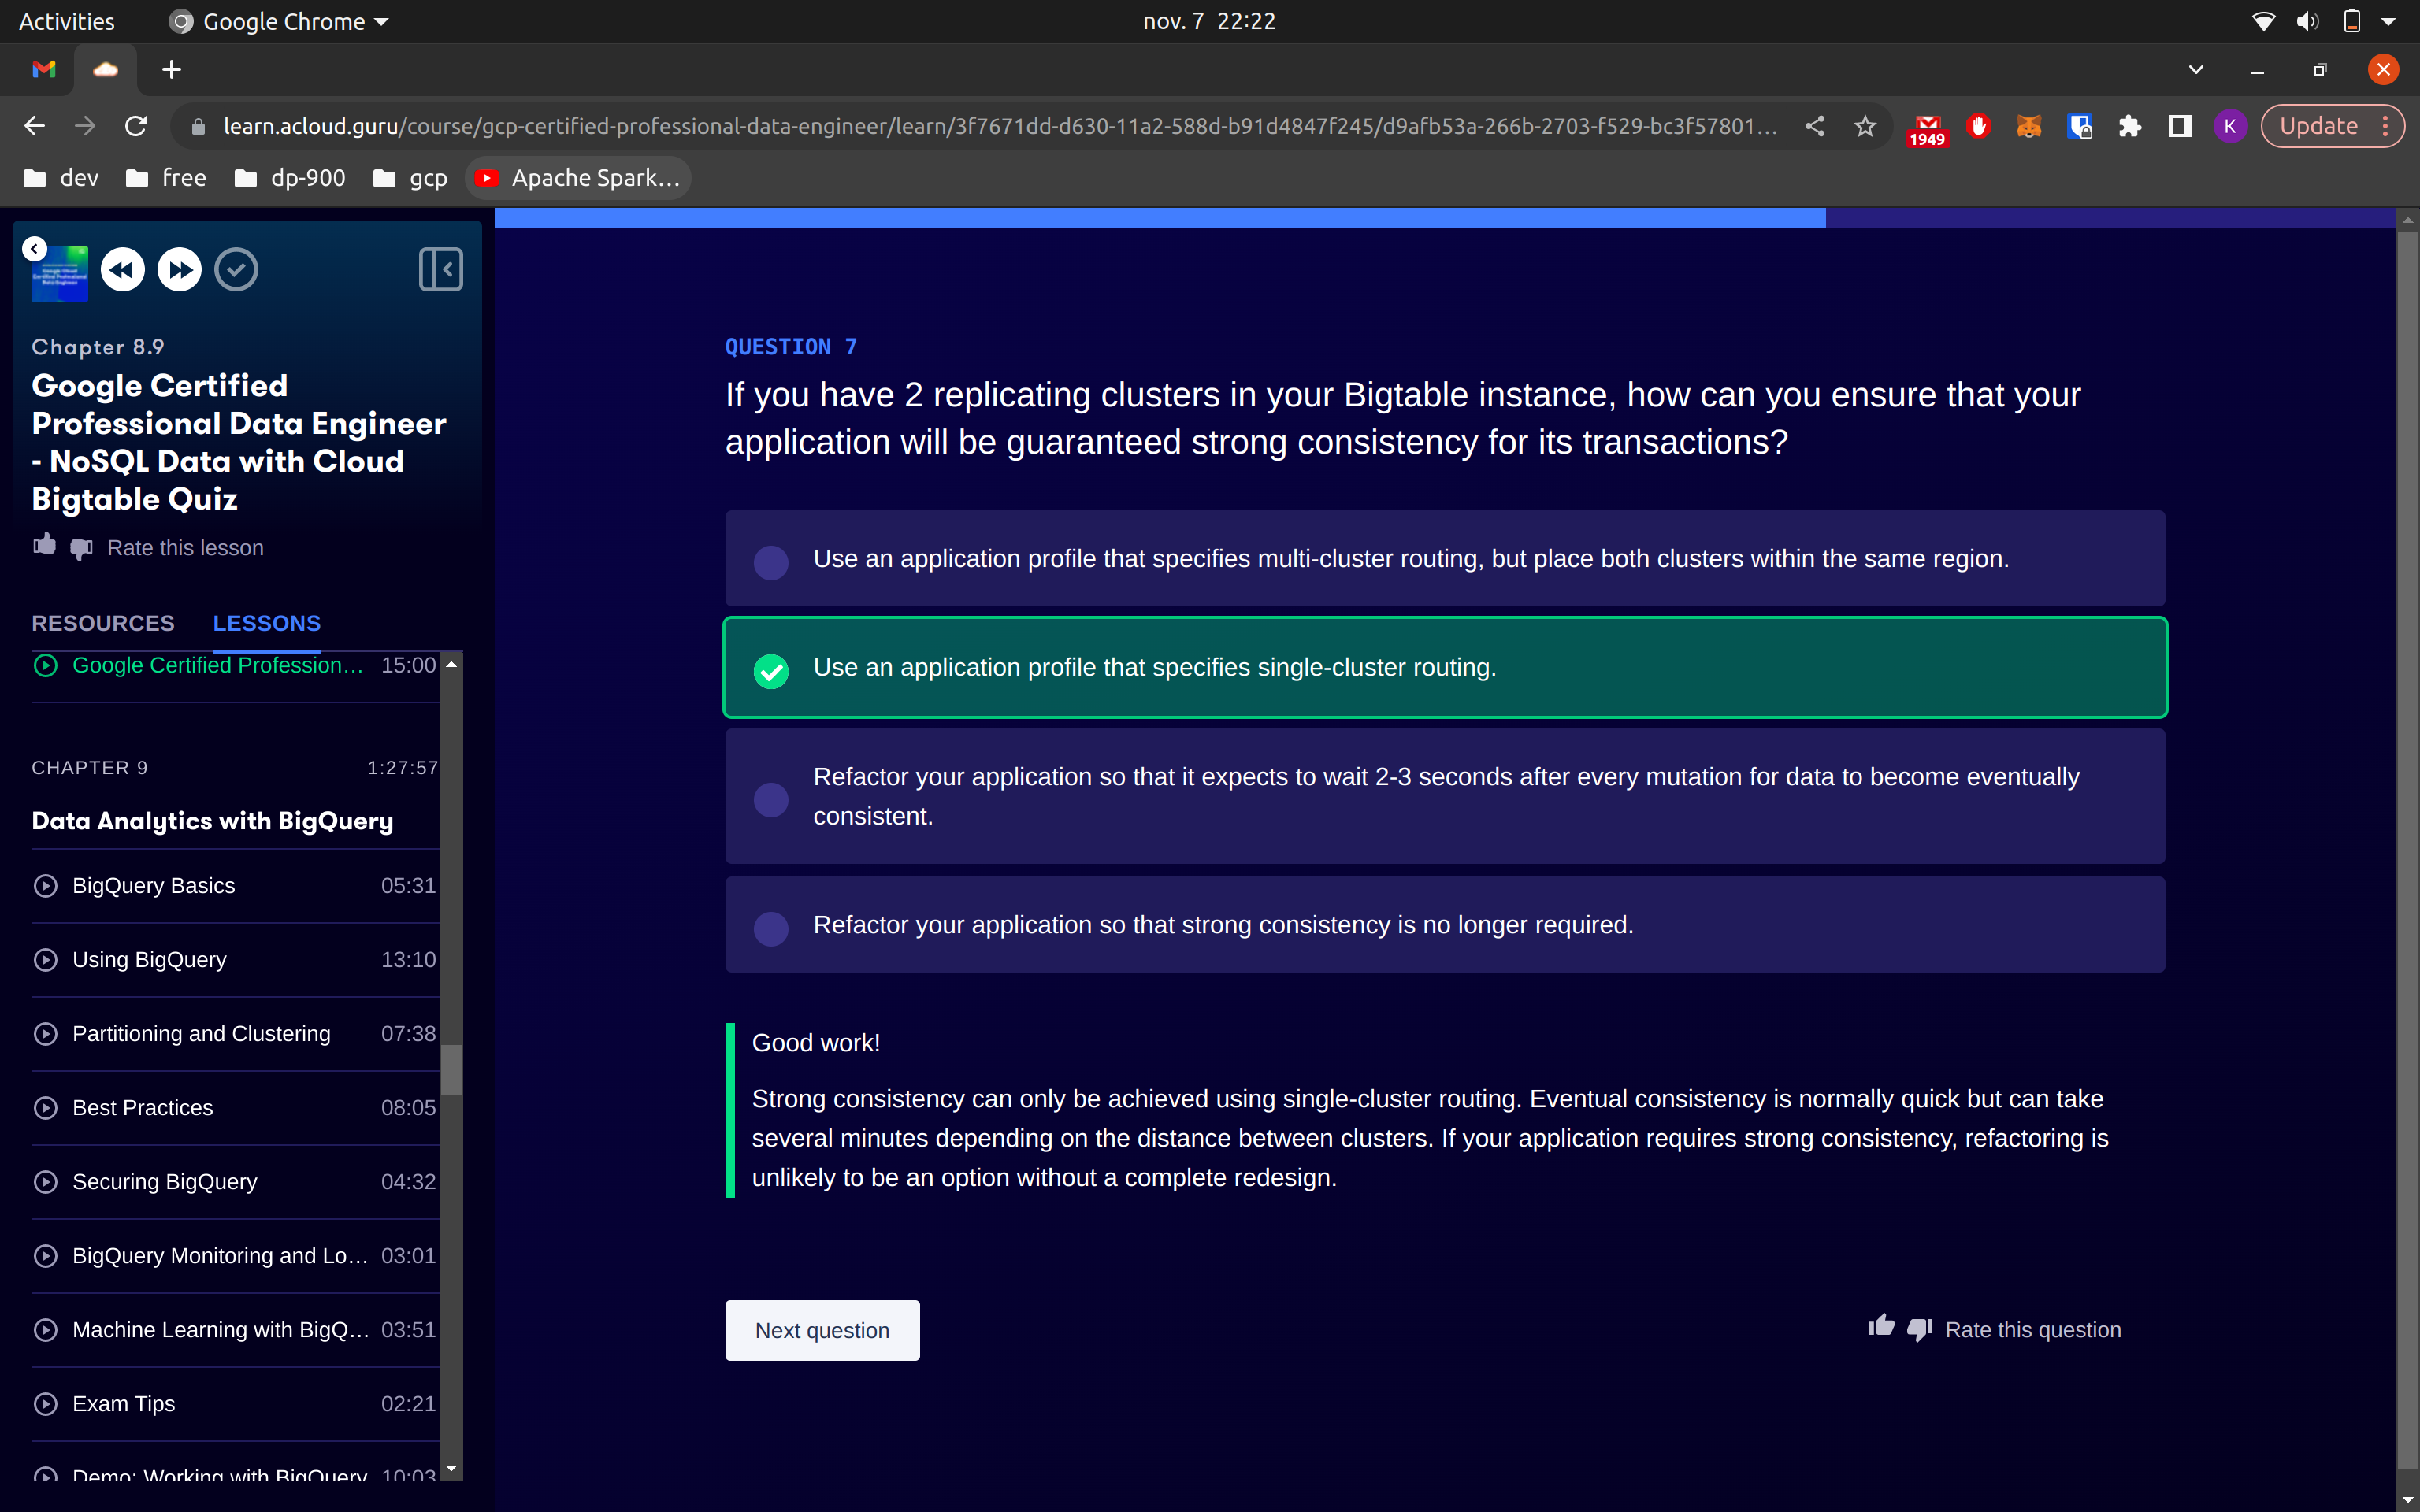 Activities
Google Chrome
nov. 7 22:22
learn.acloud.guru/course/gcp-certified-professional-data-engineer/learn/3f7671dd-d630-11a2-588d-b91d4847f245/d9afb53a-266b-2703-f529-bc3f57801...
1949
K
Update
dev
free
dp-900
gcp
Apache Spark...
Chapter 8.9
Google Certified
Professional Data Engineer
- NoSQL Data with Cloud
Bigtable Quiz
Rate this lesson
RESOURCES
LESSONS
Google Certified Profession... 15:00
CHAPTER 9 1:27:57
Data Analytics with BigQuery
BigQuery Basics 05:31
Using BigQuery 13:10
Partitioning and Clustering 07:38
Best Practices 08:05
Securing BigQuery 04:32
BigQuery Monitoring and Lo... 03:01
Machine Learning with BigQ... 03:51
Exam Tips 02:21
Demo: Working with BigQuery 10:03
QUESTION 7
If you have 2 replicating clusters in your Bigtable instance, how can you ensure that your
application will be guaranteed strong consistency for its transactions?
Use an application profile that specifies multi-cluster routing, but place both clusters within the same region.
Use an application profile that specifies single-cluster routing.
Refactor your application so that it expects to wait 2-3 seconds after every mutation for data to become eventually
consistent.
Refactor your application so that strong consistency is no longer required.
Good work!
Strong consistency can only be achieved using single-cluster routing. Eventual consistency is normally quick but can take
several minutes depending on the distance between clusters. If your application requires strong consistency, refactoring is
unlikely to be an option without a complete redesign.
Next question
Rate this question